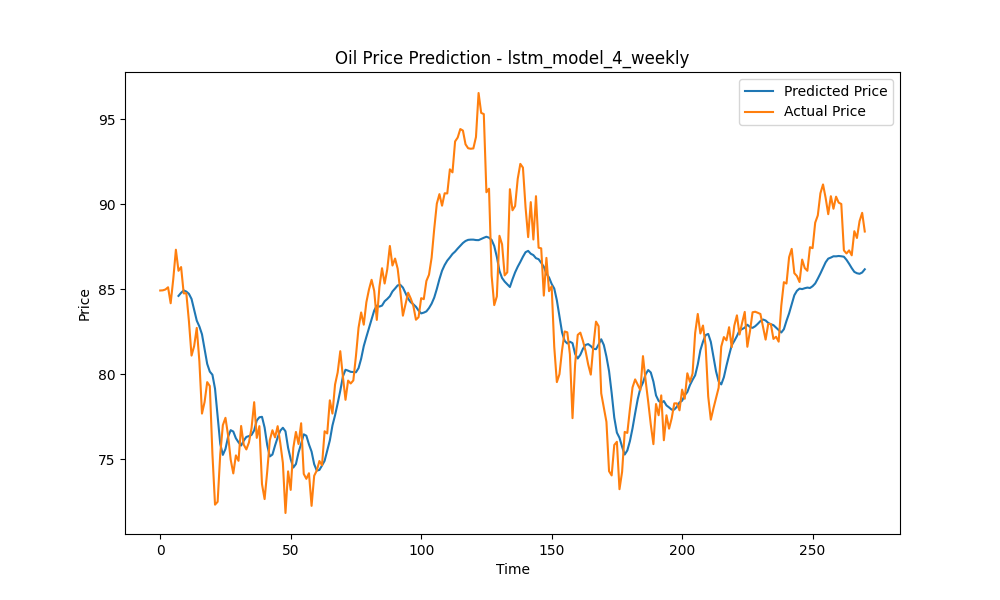 Oil Price Prediction - lstm_model_4_weekly
Predicted Price
Actual Price
Price
95
90
85
80
75
0 50 100 150 200 250
Time